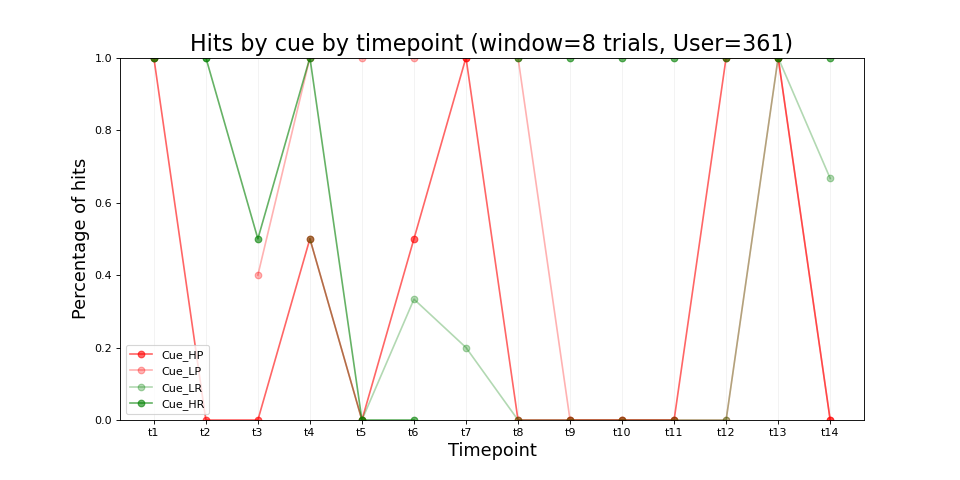 Hits by cue by timepoint (window=8 trials, User=361)
Percentage of hits
1.0
0.8
0.6
0.4
0.2
0.0
Cue_HP
Cue_LP
Cue_LR
Cue_HR
t1 t2 t3 t4 t5 t6 t7 t8 t9 t10 t11 t12 t13 t14
Timepoint